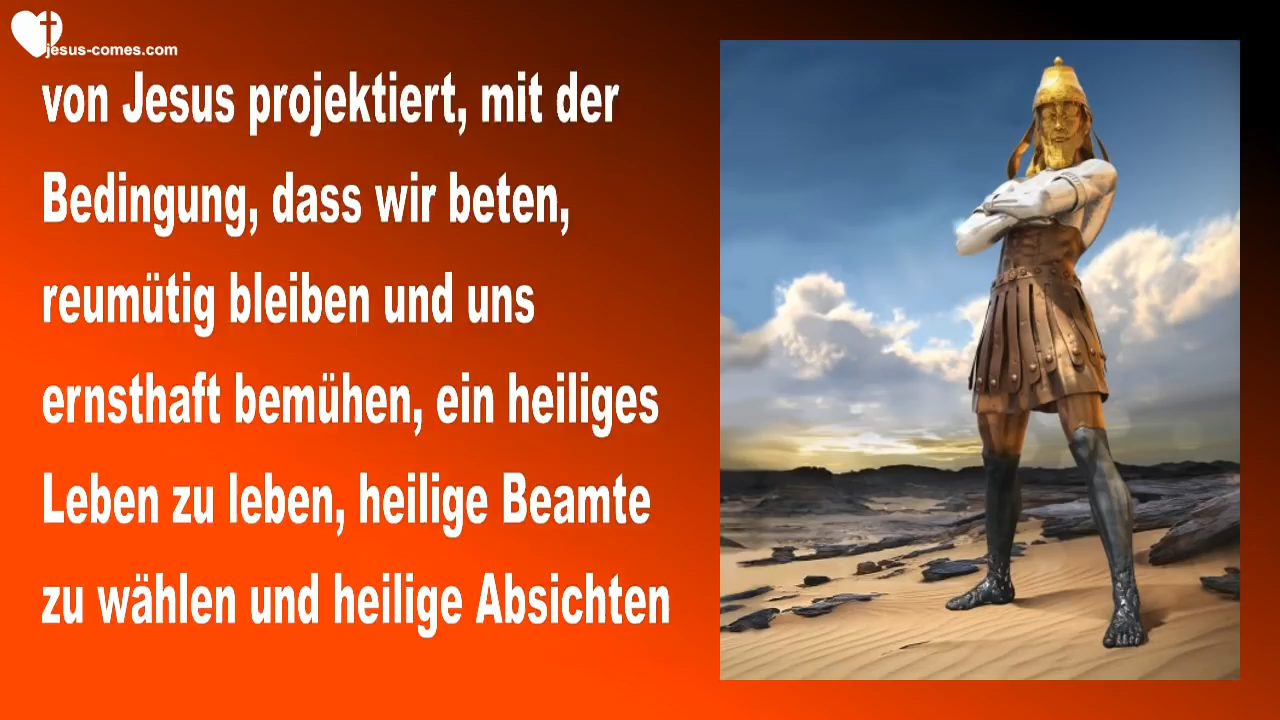 jesus-comes.com
von Jesus projektiert, mit der
Bedingung, dass wir beten,
reumütig bleiben und uns
ernsthaft bemühen, ein heiliges
Leben zu leben, heilige Beamte
zu wählen und heilige Absichten